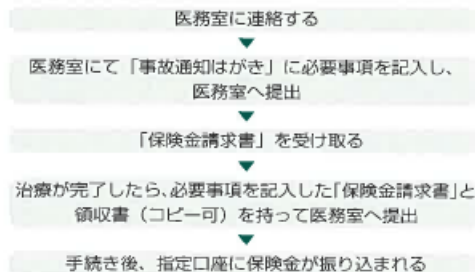 医務室に連絡する
医務室にて「事故通知はがき」に必要事項を記入し、
医務室へ提出
「保険金請求書」を受け取る
治療が完了したら、必要事項を記入した「保険金請求書」と
領収書（コピー可）を持って医務室へ提出
手続き後、指定口座に保険金が振り込まれる